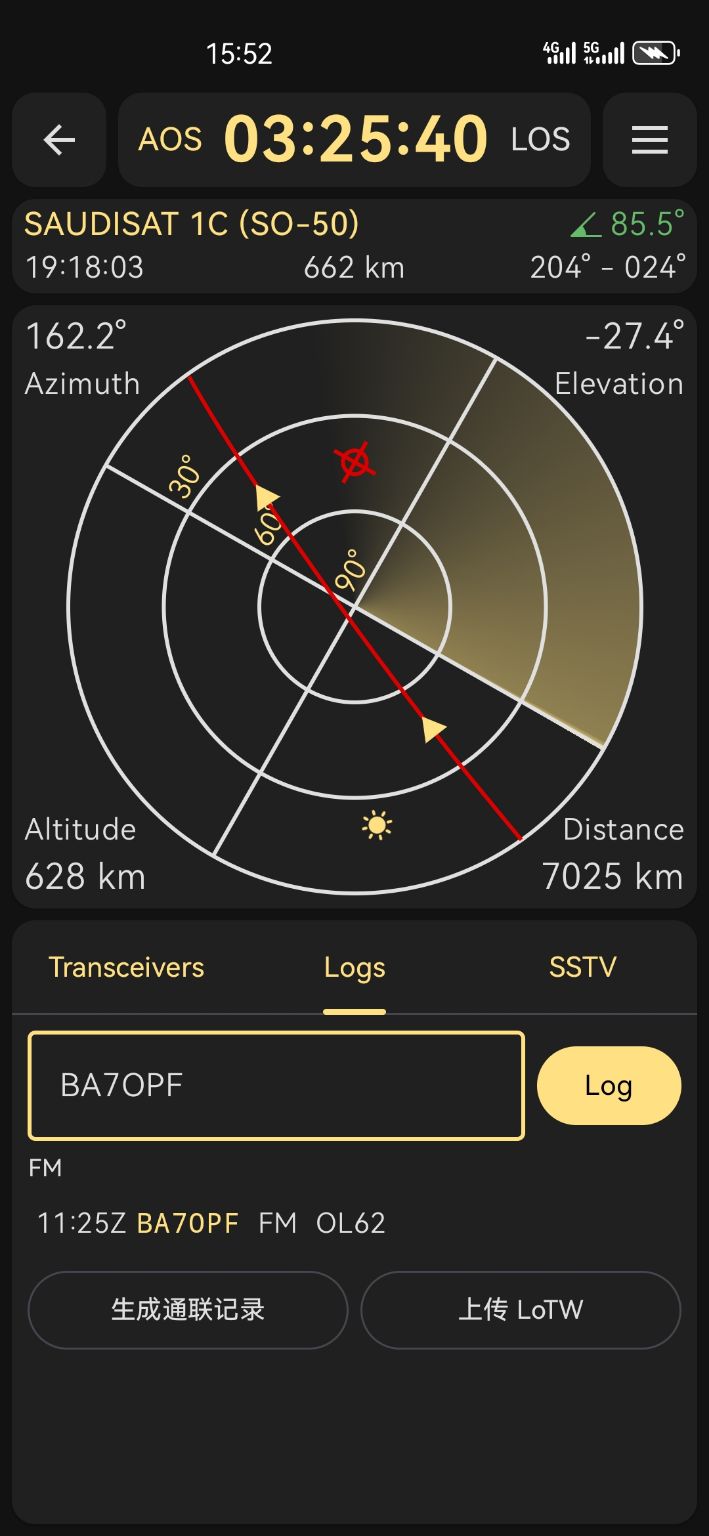 15:52
4G 5G
AOS 03:25:40 LOS
SAUDISAT 1C (SO-50) 85.5°
19:18:03 662 km 204° - 024°
162.2° -27.4°
Azimuth Elevation
30°
60°
90°
Altitude Distance
628 km 7025 km
Transceivers Logs SSTV
BA7OPF Log
FM
11:25Z BA7OPF FM OL62
生成通联记录 上传 LoTW